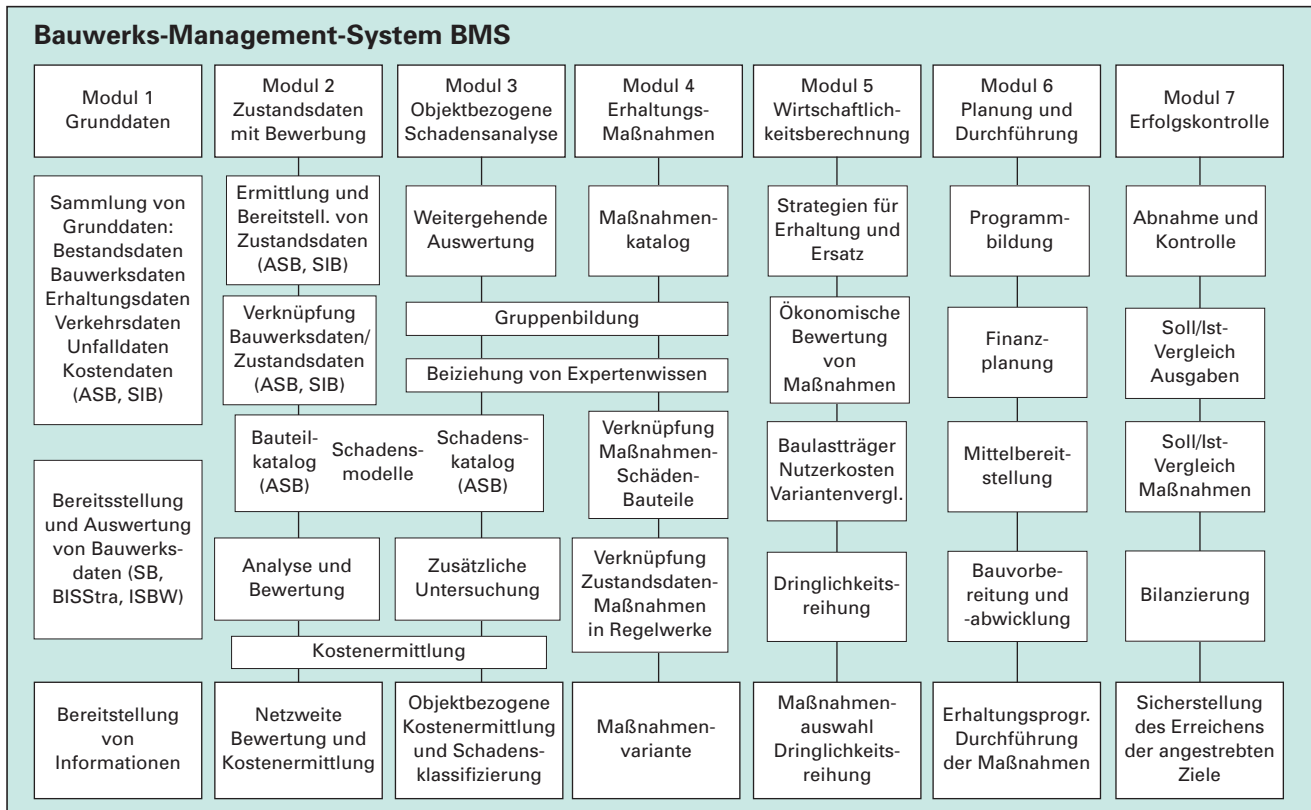 Bauwerks-Management-System BMS
Modul 1
Grunddaten
Modul 2
Zustandsdaten
mit Bewerbung
Modul 3
Objektbezogene
Schadensanalyse
Modul 4
Erhaltungs-
Maßnahmen
Modul 5
Wirtschaftlich-
keitsberechnung
Modul 6
Planung und
Durchführung
Modul 7
Erfolgskontrolle
Sammlung von
Grunddaten:
Bestandsdaten
Bauwerksdaten
Erhaltungsdaten
Verkehrsdaten
Unfalldaten
Kostendaten
(ASB, SIB)
Ermittlung und
Bereitstell. von
Zustandsdaten
(ASB, SIB)
Weitergehende
Auswertung
Maßnahmen-
katalog
Strategien für
Erhaltung und
Ersatz
Programm-
bildung
Abnahme und
Kontrolle
Verknüpfung
Bauwerksdaten/
Zustandsdaten
(ASB, SIB)
Gruppenbildung
Beiziehung von Expertenwissen
Ökonomische
Bewertung
von
Maßnahmen
Finanz-
planung
Soll/Ist-
Vergleich
Ausgaben
Bauteil-
katalog
(ASB)
Schadens-
modelle
Schadens-
katalog
(ASB)
Verknüpfung
Maßnahmen-
Schäden-
Bauteile
Baulastträger
Nutzerkosten
Variantenvergl.
Mittelbereit-
stellung
Soll/Ist-
Vergleich
Maßnahmen
Bereitsstellung
und Auswertung
von Bauwerks-
daten (SB,
BISStra, ISBW)
Analyse und
Bewertung
Zusätzliche
Untersuchung
Verknüpfung
Zustandsdaten-
Maßnahmen
in Regelwerke
Dringlichkeits-
reihung
Bauvorbe-
reitung und
-abwicklung
Bilanzierung
Kostenermittlung
Bereitstellung
von
Informationen
Netzweite
Bewertung und
Kostenermittlung
Objektbezogene
Kostenermittlung
und Schadens-
klassifizierung
Maßnahmen-
variante
Maßnahmen-
auswahl
Dringlichkeits-
reihung
Erhaltungsprogr.
Durchführung
der Maßnahmen
Sicherstellung
des Erreichens
der angestrebten
Ziele